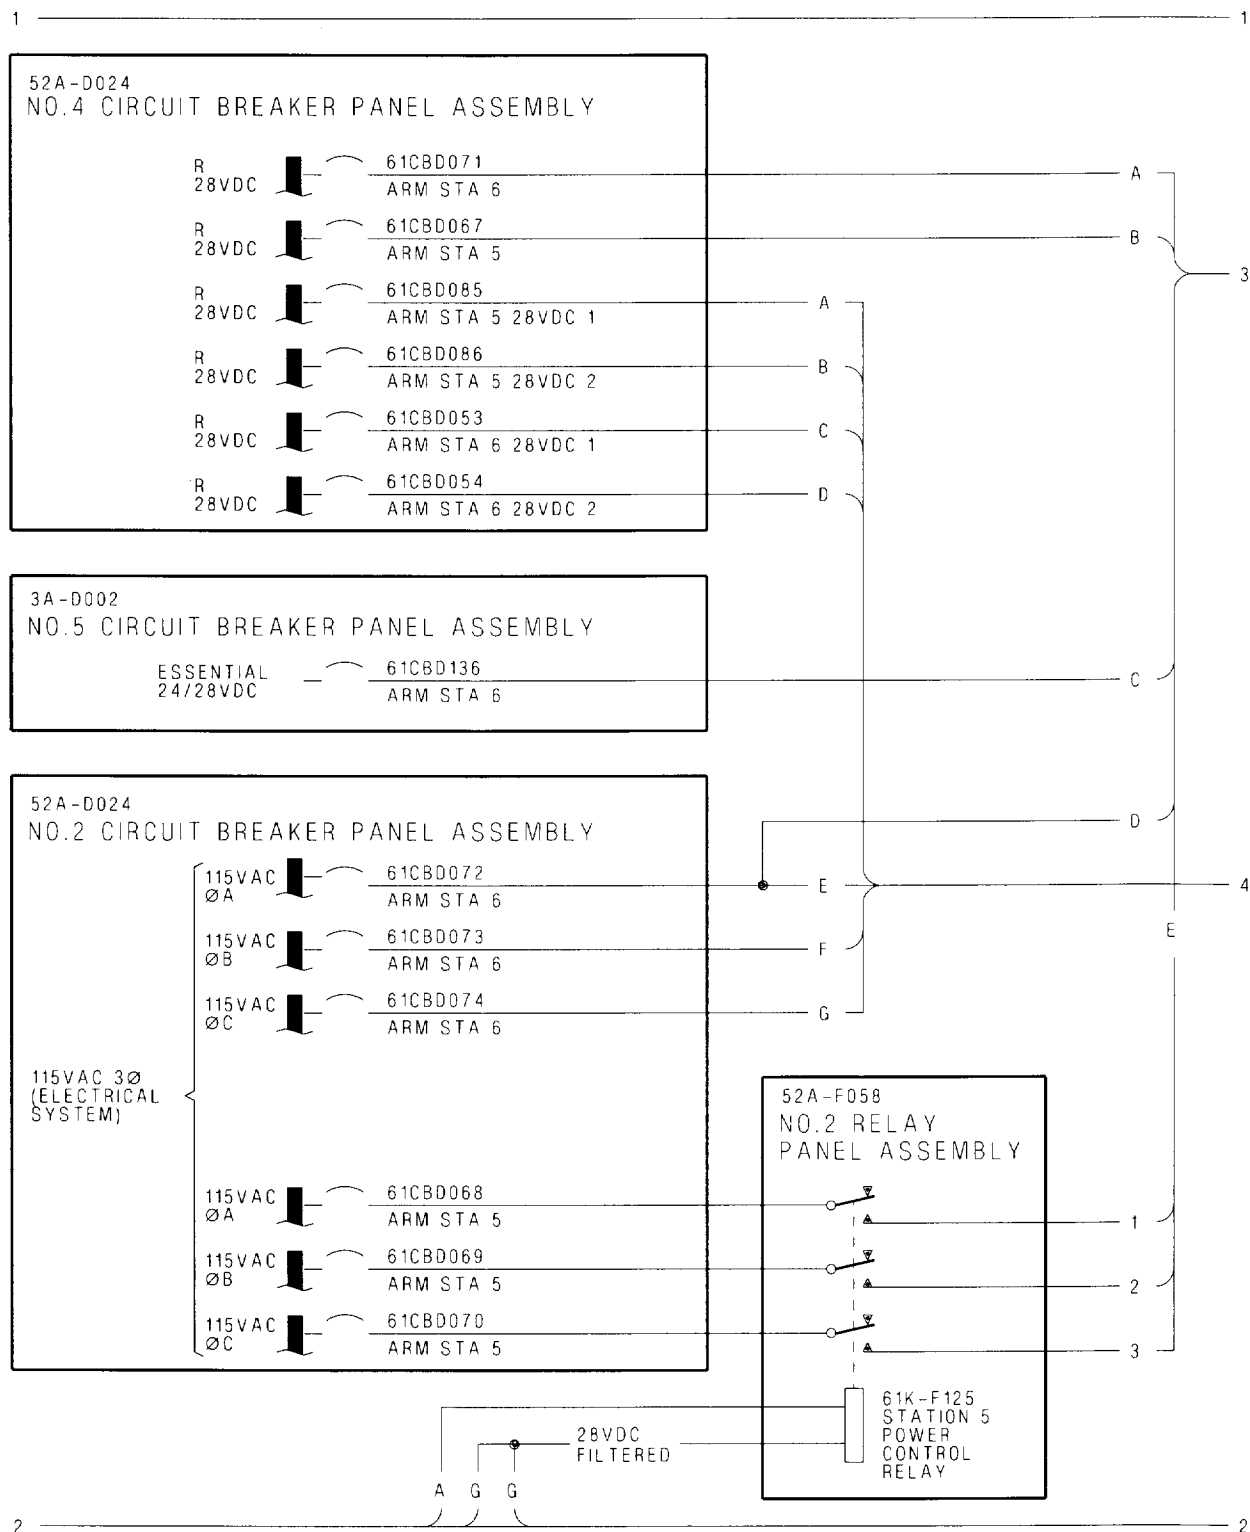 1 1
52A-D024
NO.4 CIRCUIT BREAKER PANEL ASSEMBLY
R
28VDC
61CBD071
ARM STA 6
A
R
28VDC
61CBD067
ARM STA 5
B
3
R
28VDC
61CBD085
ARM STA 5 28VDC 1
A
R
28VDC
61CBD086
ARM STA 5 28VDC 2
B
R
28VDC
61CBD053
ARM STA 6 28VDC 1
C
R
28VDC
61CBD054
ARM STA 6 28VDC 2
D
3A-D002
NO.5 CIRCUIT BREAKER PANEL ASSEMBLY
ESSENTIAL
24/28VDC
61CBD136
ARM STA 6
C
52A-D024
NO.2 CIRCUIT BREAKER PANEL ASSEMBLY
D
115VAC
ØA
61CBD072
ARM STA 6
E
4
115VAC
ØB
61CBD073
ARM STA 6
F
E
115VAC
ØC
61CBD074
ARM STA 6
G
115VAC 3Ø
(ELECTRICAL
SYSTEM)
52A-F058
NO.2 RELAY
PANEL ASSEMBLY
115VAC
ØA
61CBD068
ARM STA 5
1
115VAC
ØB
61CBD069
ARM STA 5
2
115VAC
ØC
61CBD070
ARM STA 5
3
61K-F125
STATION 5
POWER
CONTROL
RELAY
28VDC
FILTERED
A G G
2 2